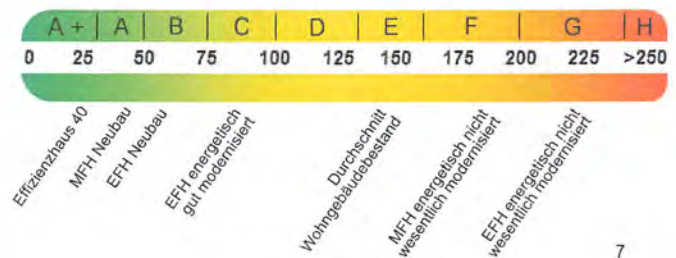 A+ A B C D E F G H
0 25 50 75 100 125 150 175 200 225 >250
Effizienzhaus 40
MFH Neubau
EFH Neubau
EFH energetisch
gut modernisiert
Durchschnitt
Wohngebäudebestand
MFH energetisch nicht
wesentlich modernisiert
EFH energetisch nicht
wesentlich modernisiert
7